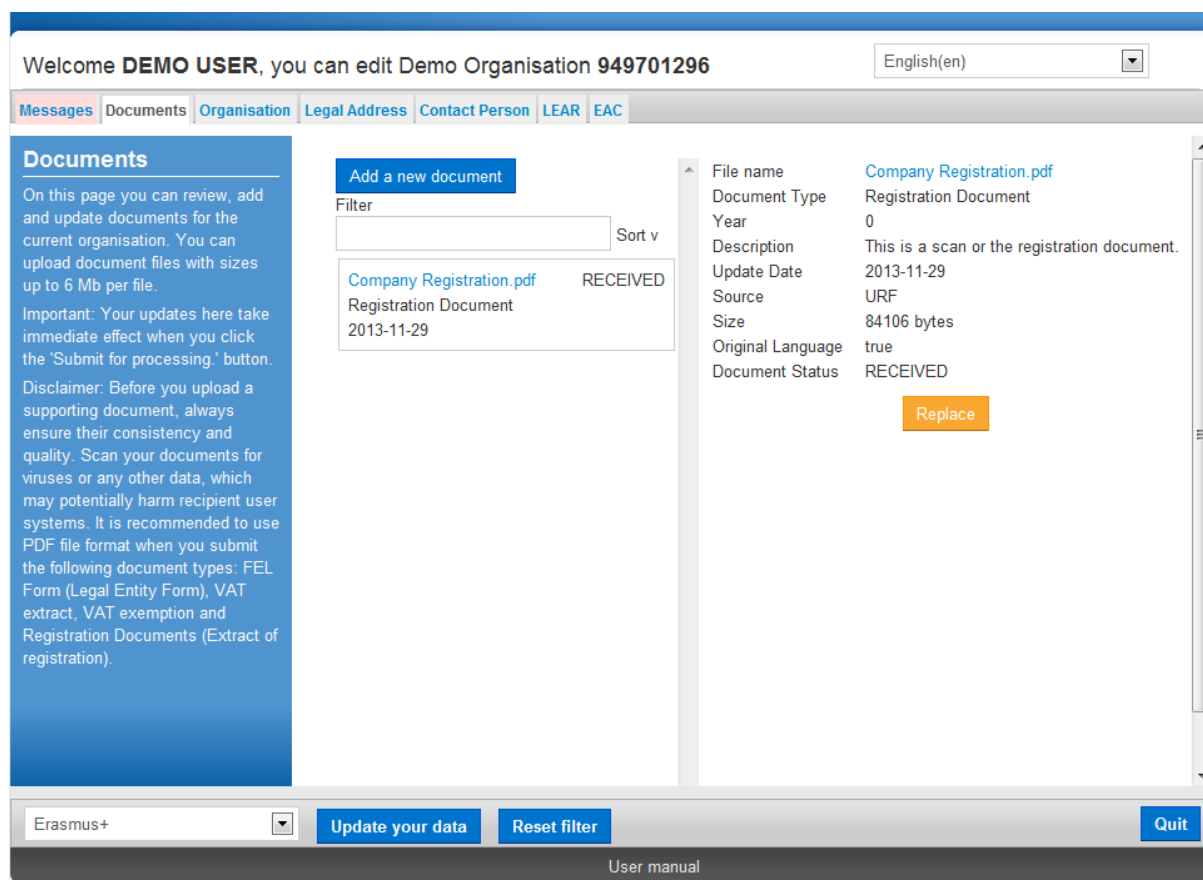 Welcome DEMO USER, you can edit Demo Organisation 949701296
English(en)
Messages Documents Organisation Legal Address Contact Person LEAR EAC
Documents
On this page you can review, add
and update documents for the
current organisation. You can
upload document files with sizes
up to 6 Mb per file.
Important: Your updates here take
immediate effect when you click
the 'Submit for processing.' button.
Disclaimer: Before you upload a
supporting document, always
ensure their consistency and
quality. Scan your documents for
viruses or any other data, which
may potentially harm recipient user
systems. It is recommended to use
PDF file format when you submit
the following document types: FEL
Form (Legal Entity Form), VAT
extract, VAT exemption and
Registration Documents (Extract of
registration).
Add a new document
Filter
Sort v
Company Registration.pdf RECEIVED
Registration Document
2013-11-29
File name Company Registration.pdf
Document Type Registration Document
Year 0
Description This is a scan or the registration document.
Update Date 2013-11-29
Source URF
Size 84106 bytes
Original Language true
Document Status RECEIVED
Replace
Erasmus+
Update your data
Reset filter
Quit
User manual